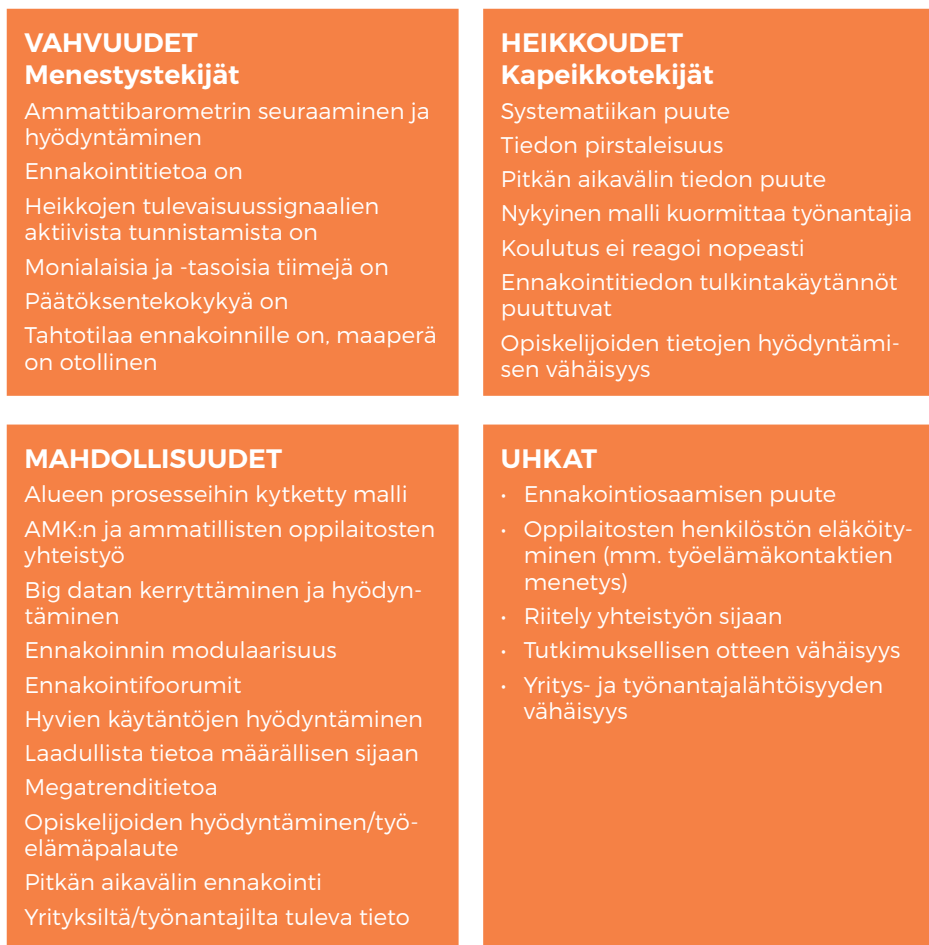 VAHVUUDET
Menestystekijät
Ammattibarometrin seuraaminen ja
hyödyntäminen
Ennakointitietoa on
Heikkojen tulevaisuussignaalien
aktiivista tunnistamista on
Monialaisia ja -tasoisia tiimejä on
Päätöksentekokykyä on
Tahtotilaa ennakoinnille on, maaperä
on otollinen
HEIKKOUDET
Kapeikkotekijät
Systematiikan puute
Tiedon pirstaleisuus
Pitkän aikavälin tiedon puute
Nykyinen malli kuormittaa työnantajia
Koulutus ei reagoi nopeasti
Ennakointitiedon tulkintakäytännöt
puuttuvat
Opiskelijoiden tietojen hyödyntämi-
sen vähäisyys
MAHDOLLISUUDET
Alueen prosesseihin kytketty malli
AMK:n ja ammatillisten oppilaitosten
yhteistyö
Big datan kerryttäminen ja hyödyn-
täminen
Ennakoinnin modulaarisuus
Ennakointifoorumit
Hyvien käytäntöjen hyödyntäminen
Laadullista tietoa määrällisen sijaan
Megatrenditietoa
Opiskelijoiden hyödyntäminen/työ-
elämäpalaute
Pitkän aikavälin ennakointi
Yrityksiltä/työnantajilta tuleva tieto
UHKAT
• Ennakointiosaamisen puute
• Oppilaitosten henkilöstön eläköity-
minen (mm. työelämäkontaktien
menetys)
• Riitely yhteistyön sijaan
• Tutkimuksellisen otteen vähäisyys
• Yritys- ja työnantajalähtöisyyden
vähäisyys